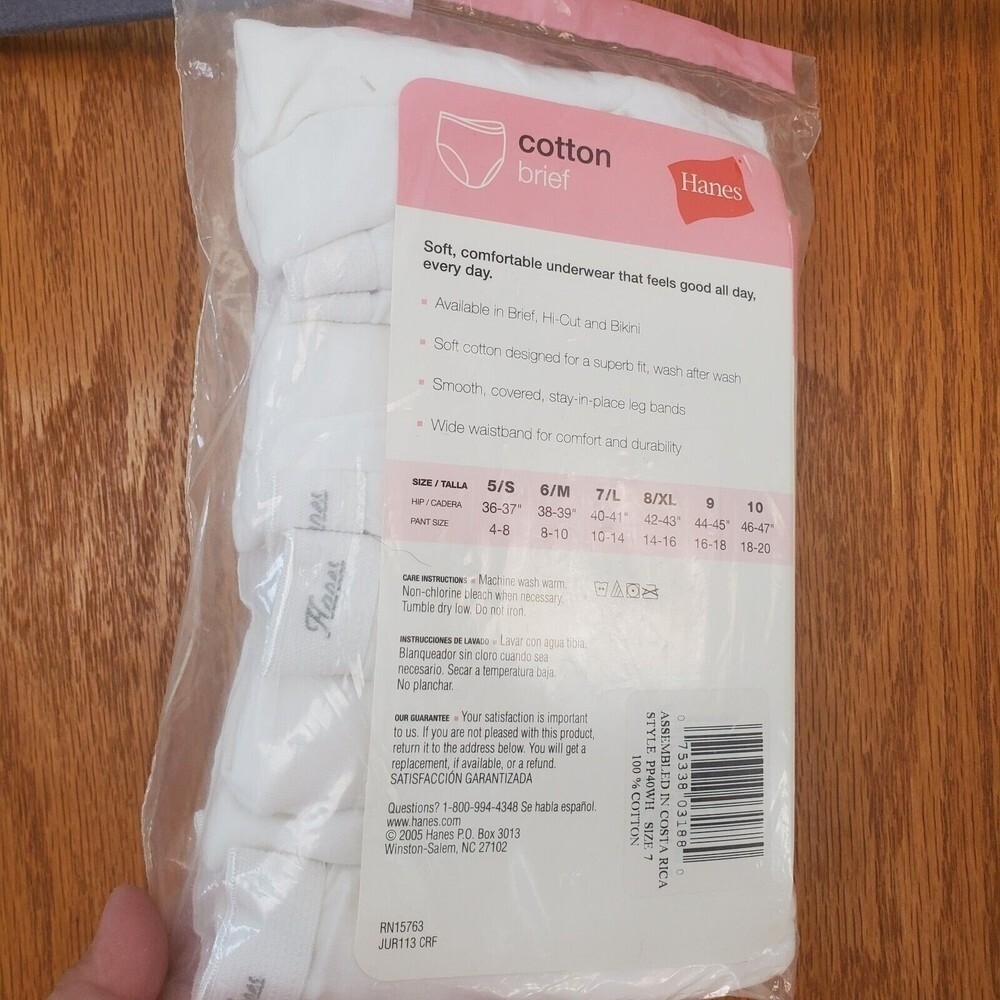 cotton
brief
Hanes
Soft, comfortable underwear that feels good all day,
every day.
▪ Available in Brief, Hi-Cut and Bikini
▪ Soft cotton designed for a superb fit, wash after wash
▪ Smooth, covered, stay-in-place leg bands
▪ Wide waistband for comfort and durability
SIZE / TALLA 5/S 6/M 7/L 8/XL 9 10
HIP / CADERA 36-37" 38-39" 40-41" 42-43" 44-45" 46-47"
PANT SIZE 4-8 8-10 10-14 14-16 16-18 18-20
CARE INSTRUCTIONS ▪ Machine wash warm.
Non-chlorine bleach when necessary.
Tumble dry low. Do not iron.
INSTRUCCIONES DE LAVADO ▪ Lavar con agua tibia.
Blanqueador sin cloro cuando sea
necesario. Secar a temperatura baja.
No planchar.
OUR GUARANTEE ▪ Your satisfaction is important
to us. If you are not pleased with this product,
return it to the address below. You will get a
replacement, if available, or a refund.
SATISFACCIÓN GARANTIZADA
Questions? 1-800-994-4348 Se habla español.
www.hanes.com
© 2005 Hanes P.O. Box 3013
Winston-Salem, NC 27102
RN15763
JUR113 CRF
0 75338 03188 0
ASSEMBLED IN COSTA RICA
STYLE PP40WH SIZE 7
100 % COTTON
nes
Hanes
es